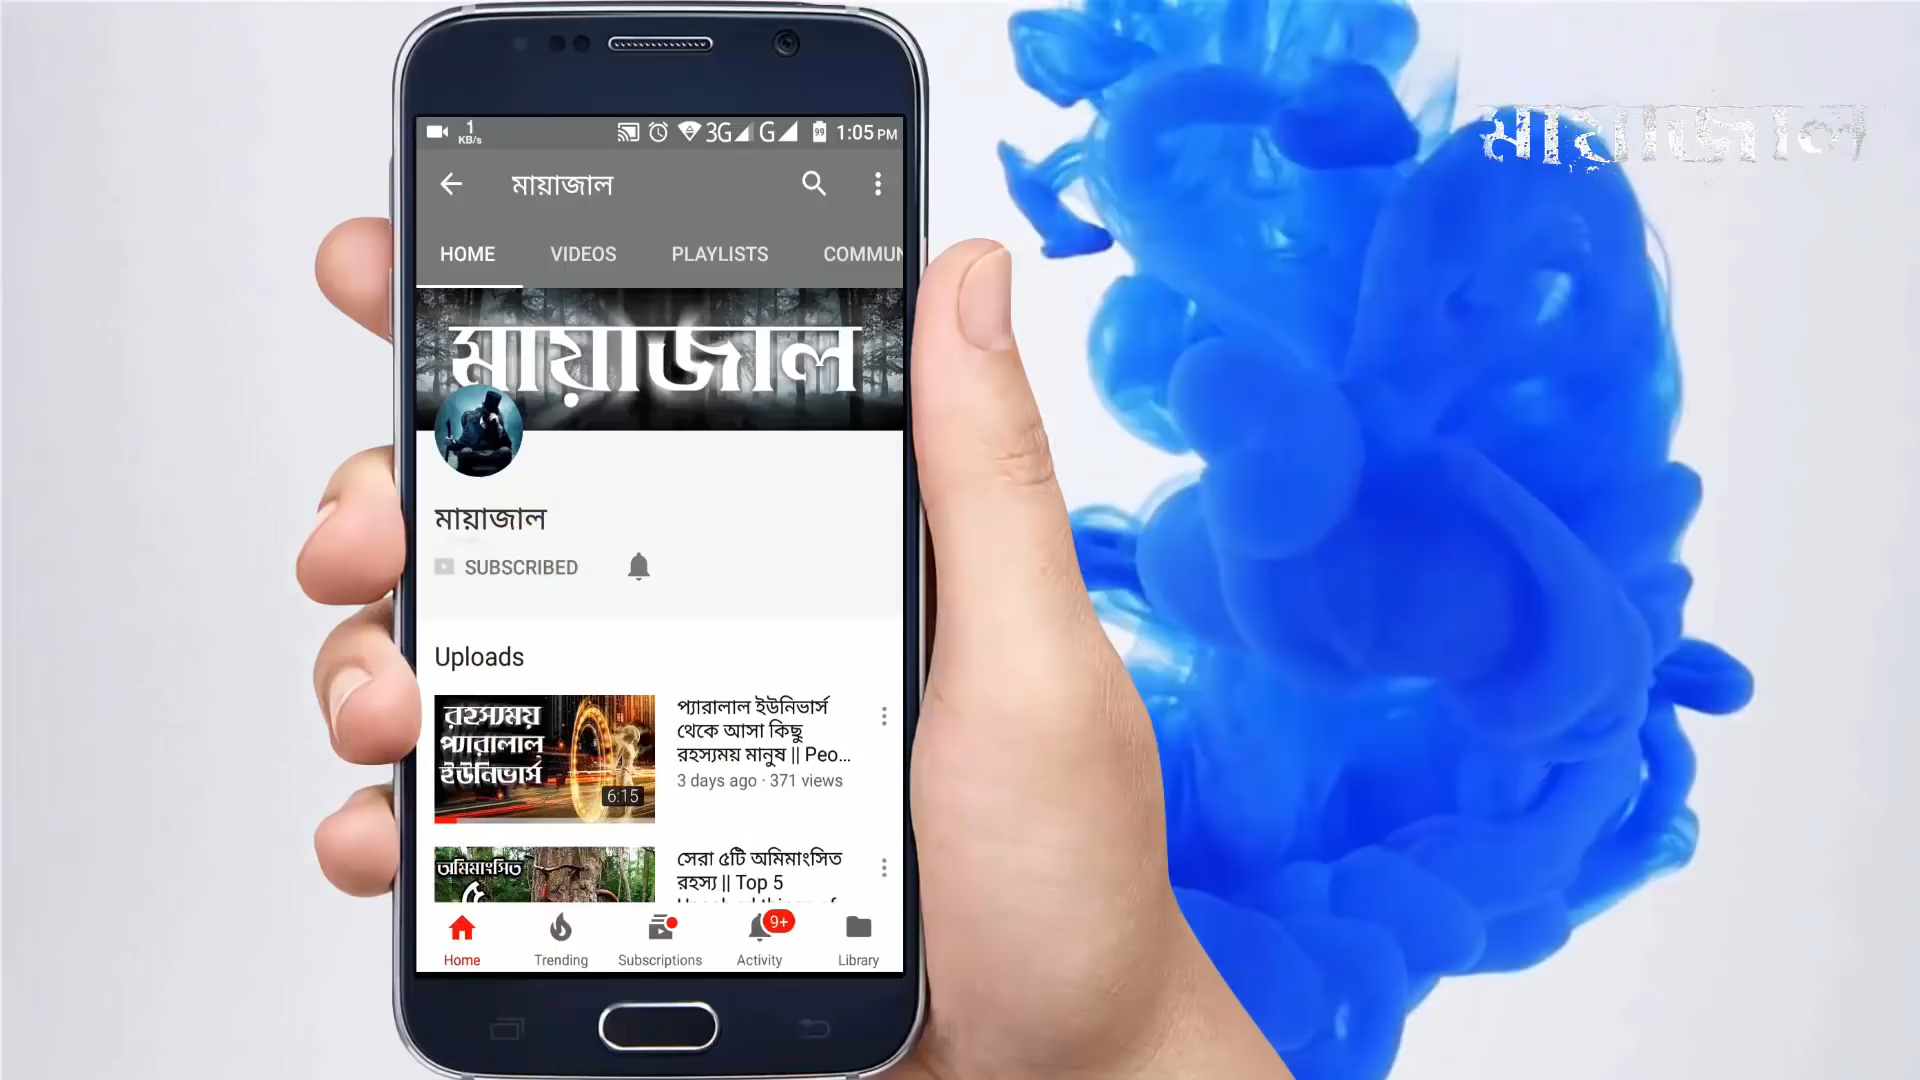 1
KB/s
3G G 99 1:05 PM
মায়াজাল
মায়াজাল
HOME VIDEOS PLAYLISTS COMMUN
মায়াজাল
মায়াজাল
SUBSCRIBED
Uploads
রহস্যময়
প্যারালাল
ইউনিভার্স
6:15
প্যারালাল ইউনিভার্স
থেকে আসা কিছু
রহস্যময় মানুষ || Peo...
3 days ago · 371 views
অমিমাংসিত
৫
সেরা ৫টি অমিমাংসিত
রহস্য || Top 5
9+
Home Trending Subscriptions Activity Library